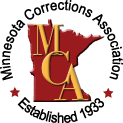 Minnesota Corrections Association
MCA
Established 1933